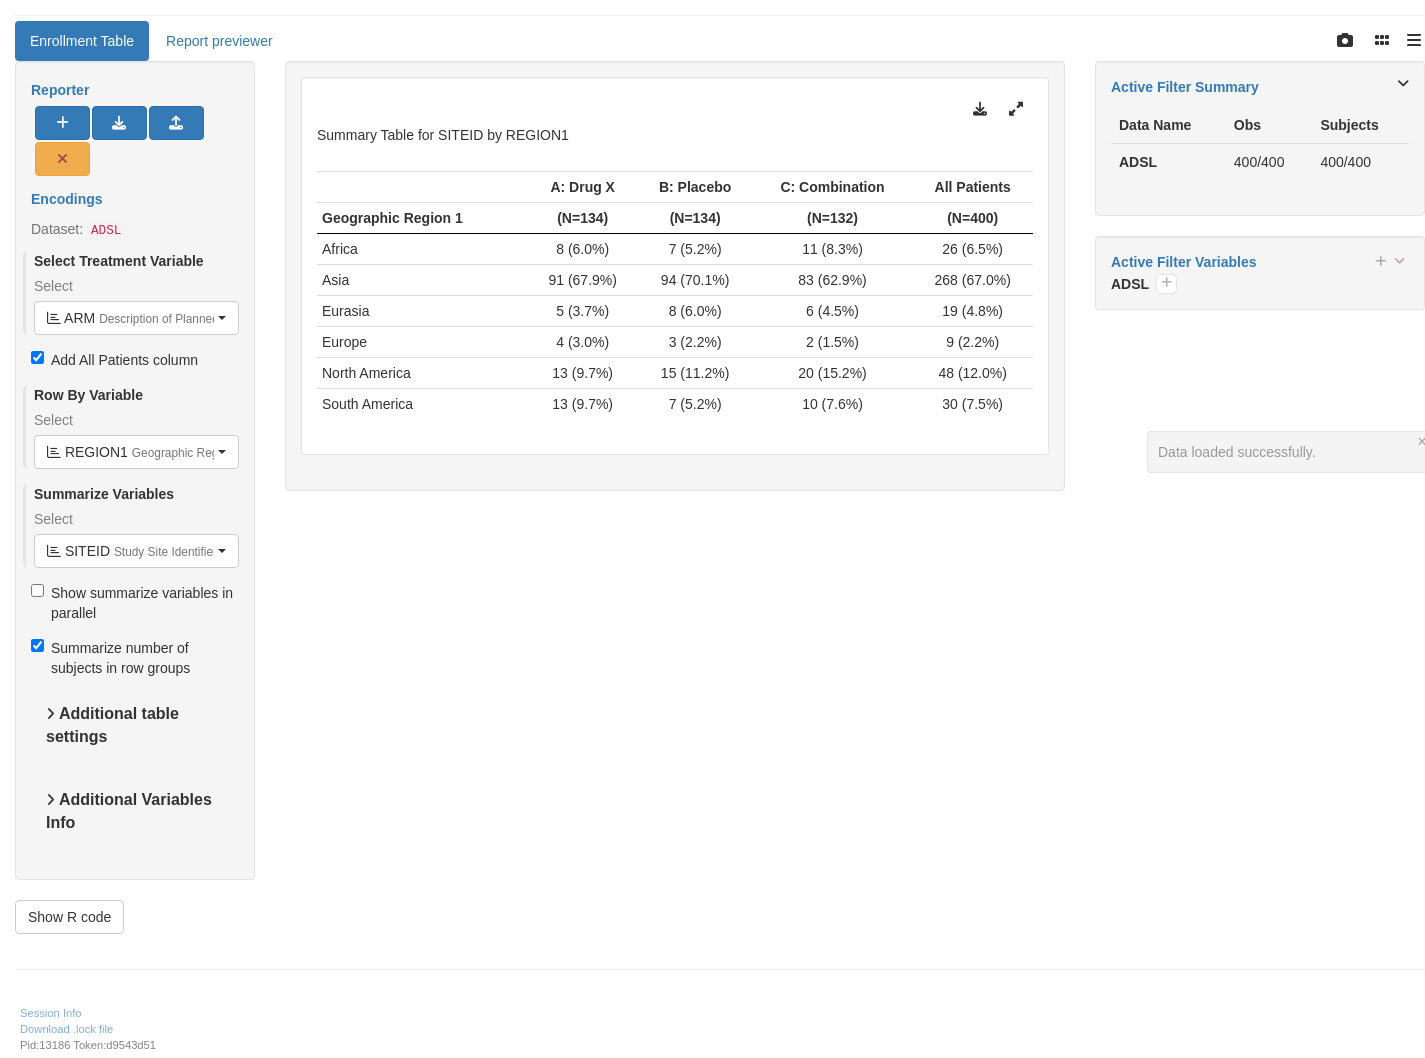 Enrollment Table
Report previewer
Reporter
Encodings
Dataset: ADSL
Select Treatment Variable
Select
ARM Description of Planned
Add All Patients column
Row By Variable
Select
REGION1 Geographic Reg
Summarize Variables
Select
SITEID Study Site Identifie
Show summarize variables in
parallel
Summarize number of
subjects in row groups
Additional table
settings
Additional Variables
Info
Show R code
Summary Table for SITEID by REGION1
A: Drug X B: Placebo C: Combination All Patients
Geographic Region 1 (N=134) (N=134) (N=132) (N=400)
Africa 8 (6.0%) 7 (5.2%) 11 (8.3%) 26 (6.5%)
Asia 91 (67.9%) 94 (70.1%) 83 (62.9%) 268 (67.0%)
Eurasia 5 (3.7%) 8 (6.0%) 6 (4.5%) 19 (4.8%)
Europe 4 (3.0%) 3 (2.2%) 2 (1.5%) 9 (2.2%)
North America 13 (9.7%) 15 (11.2%) 20 (15.2%) 48 (12.0%)
South America 13 (9.7%) 7 (5.2%) 10 (7.6%) 30 (7.5%)
Active Filter Summary
Data Name Obs Subjects
ADSL 400/400 400/400
Active Filter Variables
ADSL
Data loaded successfully.
Session Info
Download .lock file
Pid:13186 Token:d9543d51